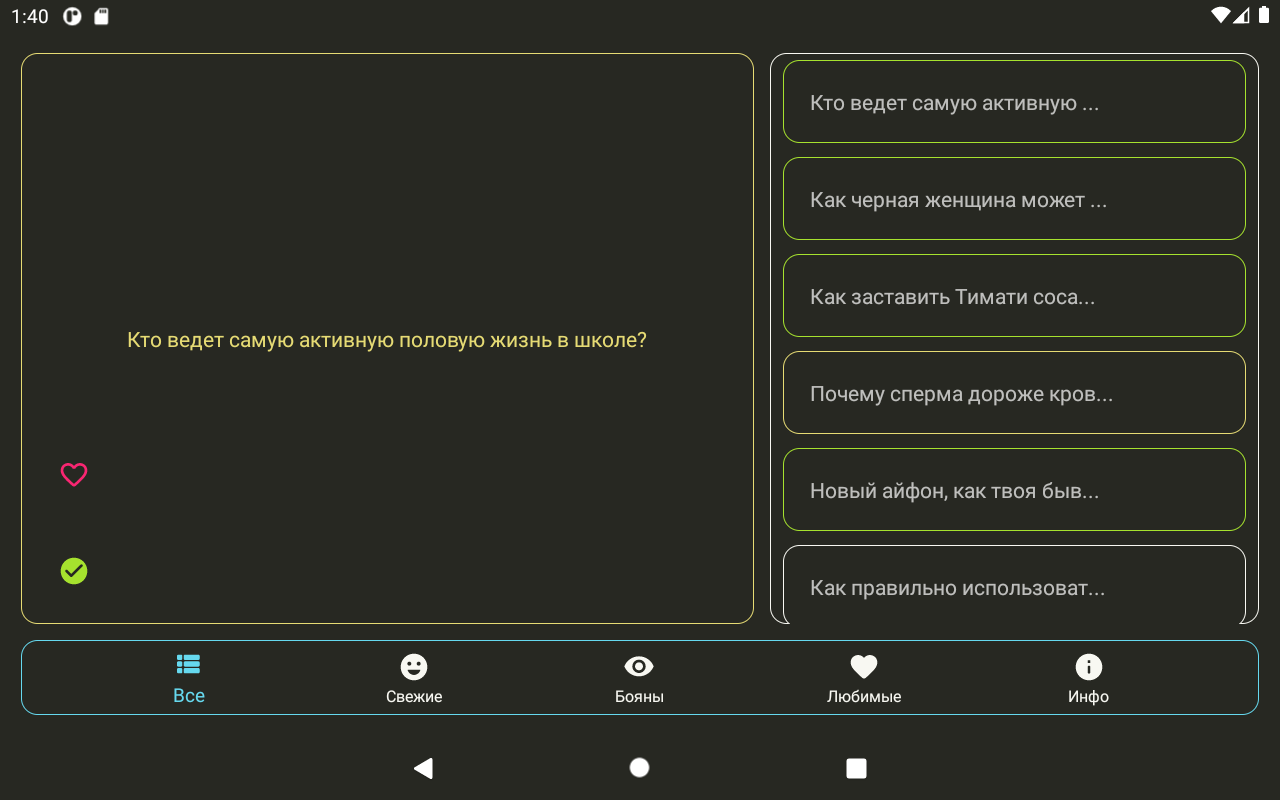 1:40
Кто ведет самую активную половую жизнь в школе?
Кто ведет самую активную ...
Как черная женщина может ...
Как заставить Тимати соса...
Почему сперма дороже кров...
Новый айфон, как твоя быв...
Как правильно использоват...
Все
Свежие
Бояны
Любимые
Инфо